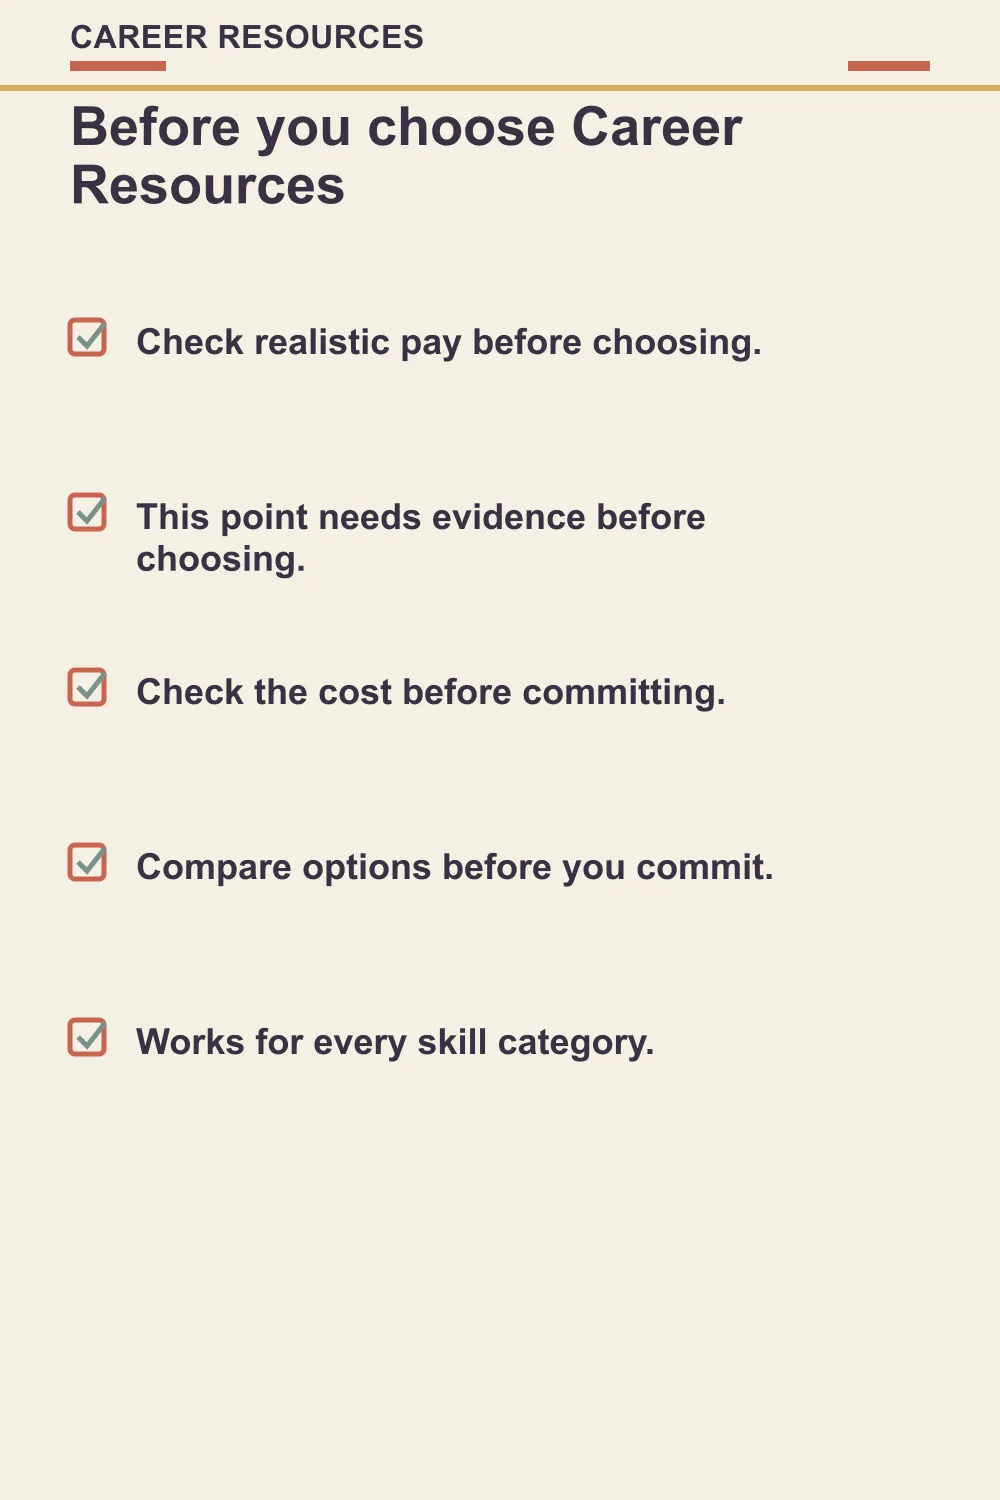 CAREER RESOURCES
Before you choose Career
Resources
Check realistic pay before choosing.
This point needs evidence before
choosing.
Check the cost before committing.
Compare options before you commit.
Works for every skill category.